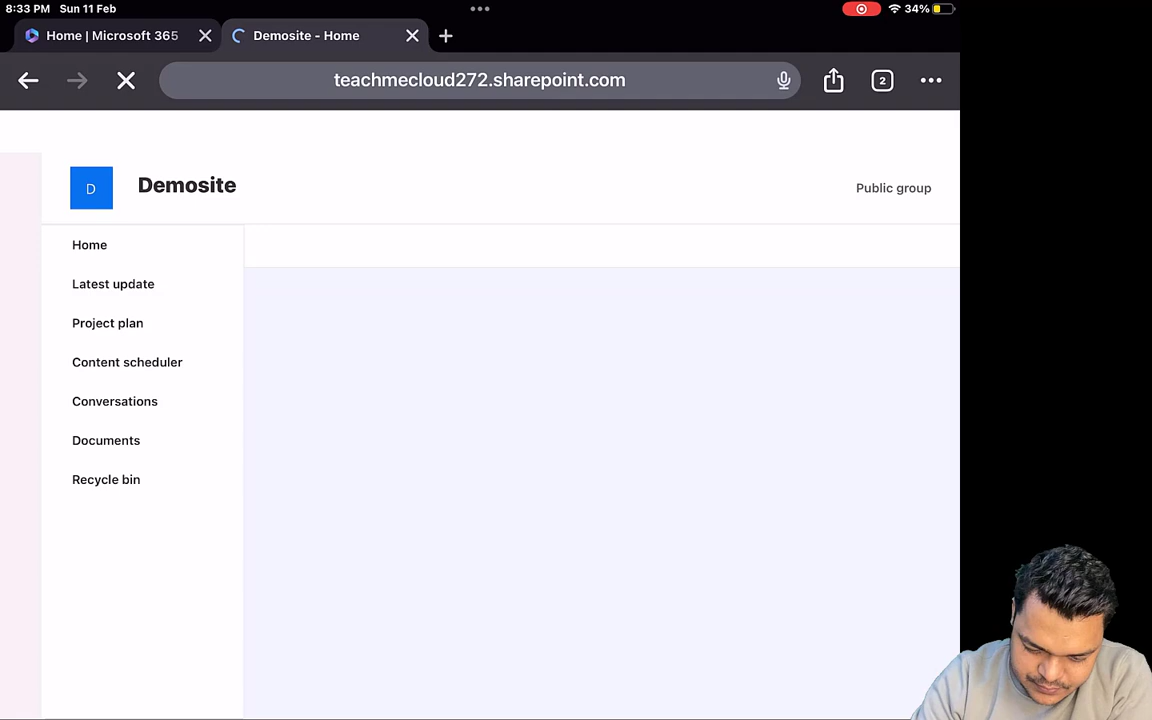 8:33 PM Sun 11 Feb
34%
Home | Microsoft 365
Demosite - Home
teachmecloud272.sharepoint.com
2
D
Demosite
Public group
Home
Latest update
Project plan
Content scheduler
Conversations
Documents
Recycle bin